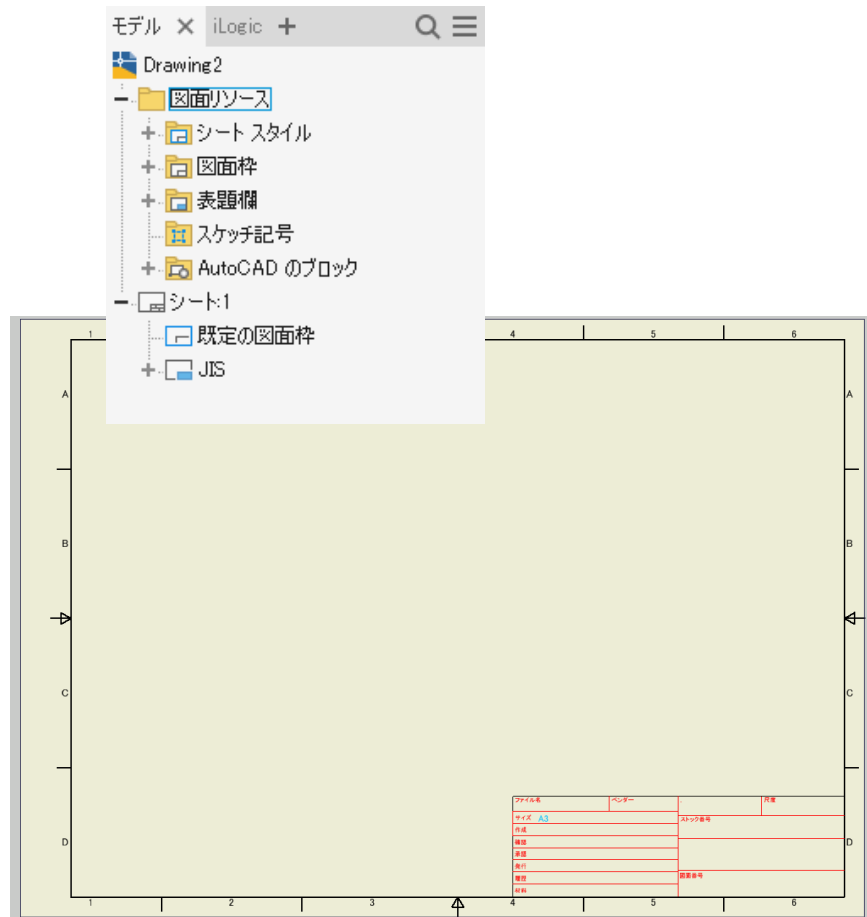 モデル iLogic
Drawing2
図面リソース
シート スタイル
図面枠
表題欄
スケッチ記号
AutoCAD のブロック
シート:1
既定の図面枠
JIS
1 4 5 6
A A
B B
C C
D D
ファイル名 ベンダー 尺度
サイズ A3 ストック番号
作成
確認
承認
発行
図面番号
履歴
材料
1 2 3 4 5 6